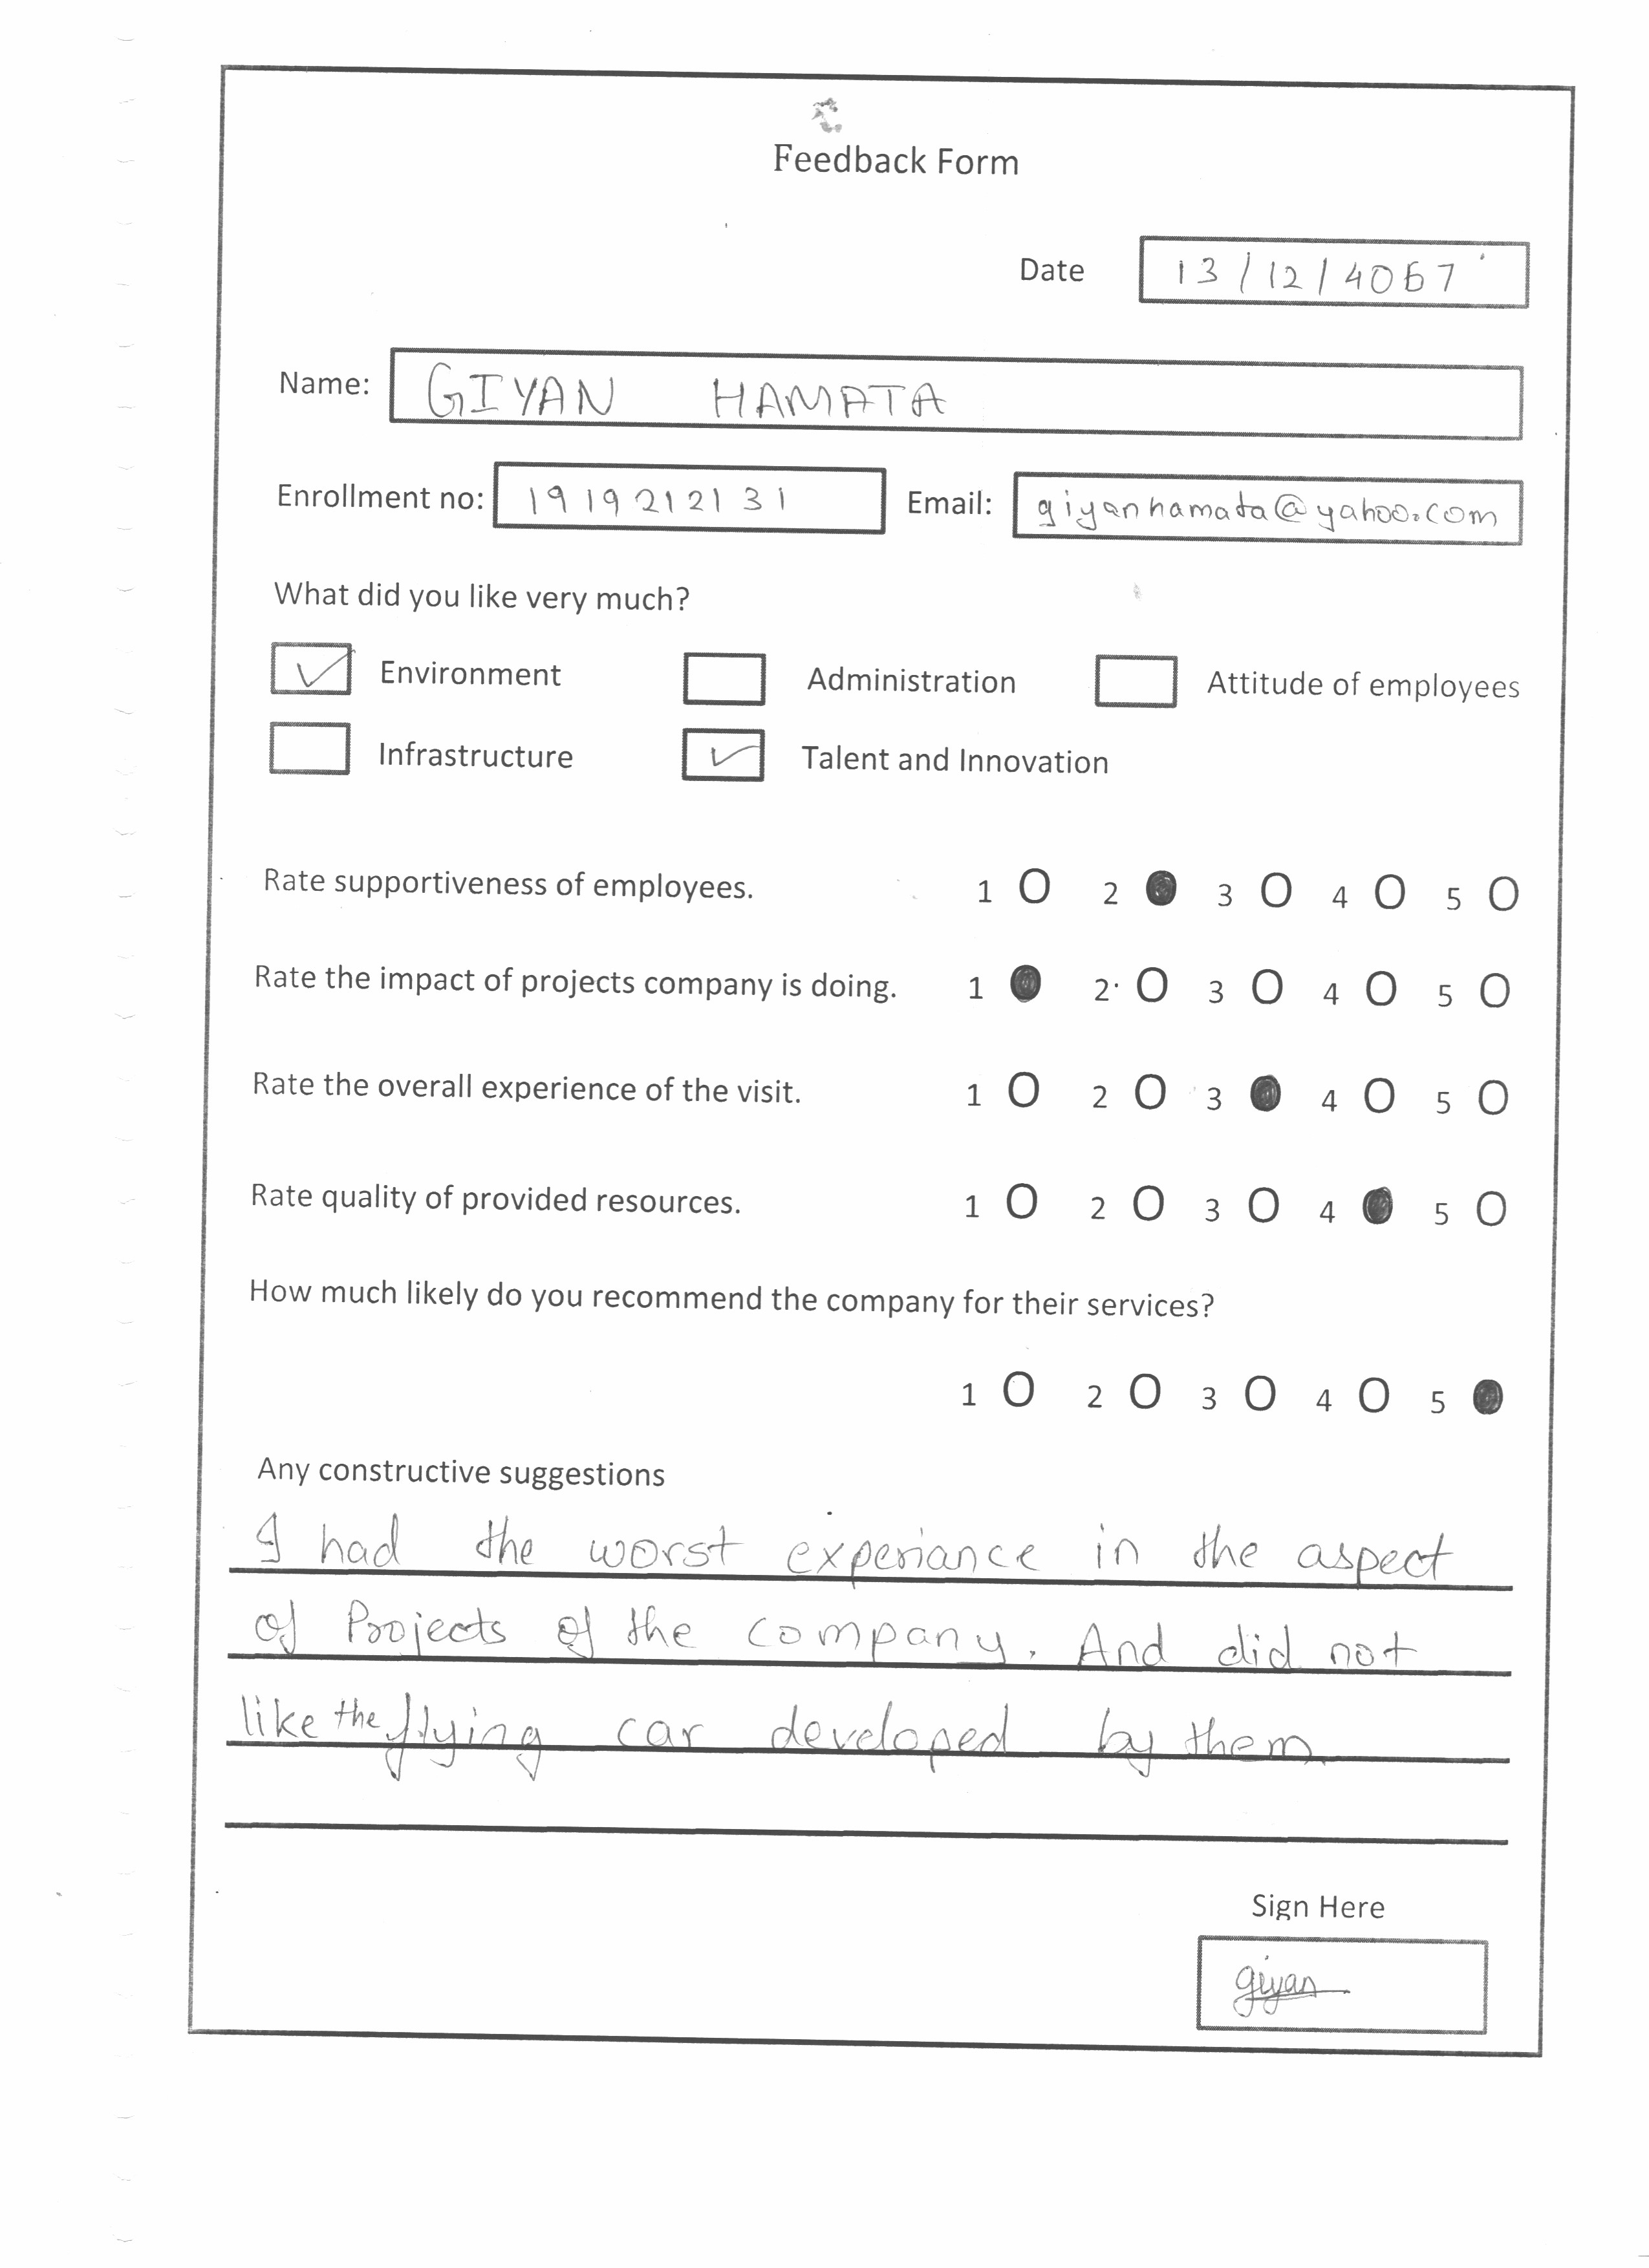 Feedback Form
Date 13/12/4067
Name: GIYAN HAMATA
Enrollment no: 1919212131 Email: giyanhamata@yahoo.com
What did you like very much?
Environment Administration Attitude of employees
Infrastructure Talent and Innovation
Rate supportiveness of employees. 1 2 3 4 5
Rate the impact of projects company is doing. 1 2 3 4 5
Rate the overall experience of the visit. 1 2 3 4 5
Rate quality of provided resources. 1 2 3 4 5
How much likely do you recommend the company for their services?
1 2 3 4 5
Any constructive suggestions
I had the worst experiance in the aspect
of Projects of the company. And did not
like the flying car developed by them
Sign Here
giyan